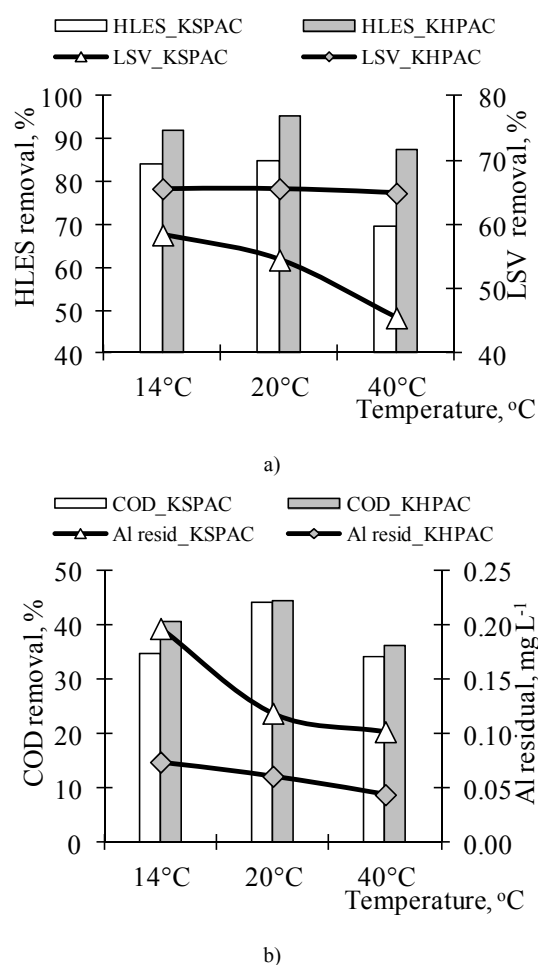 HLES_KSPAC HLES_KHPAC
LSV_KSPAC LSV_KHPAC
HLES removal, %
100
90
80
70
60
50
40
80
70
60
50
40
LSV removal, %
14°C 20°C 40°C
Temperature, °C
a)
COD_KSPAC COD_KHPAC
Al resid_KSPAC Al resid_KHPAC
COD removal, %
50
40
30
20
10
0
0.25
0.20
0.15
0.10
0.05
0.00
Al residual, mg L-1
14°C 20°C 40°C
Temperature, °C
b)